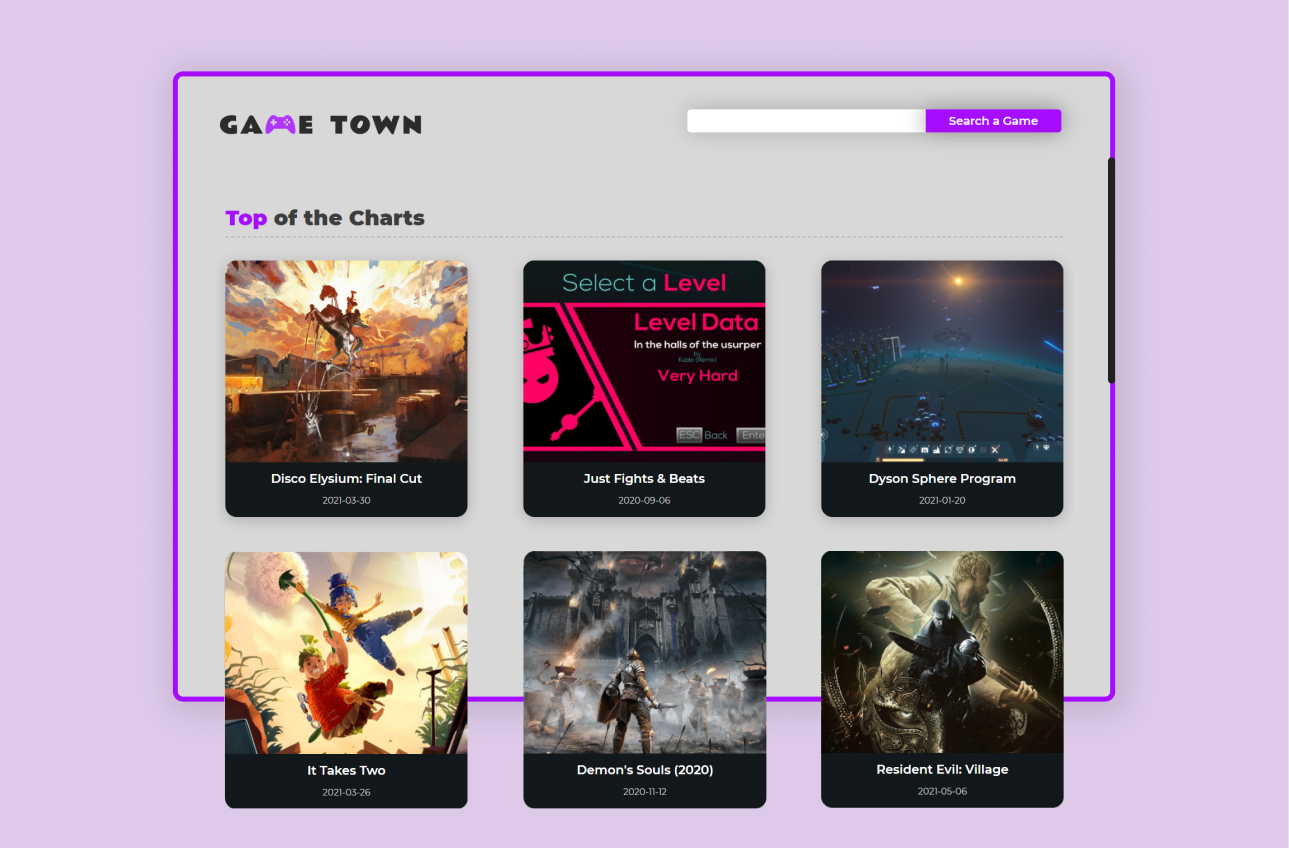 GAME TOWN
Search a Game
Top of the Charts
Select a Level
Level Data
In the halls of the usurper
by
Kubbi (Remix)
Very Hard
ESC Back Ente
Disco Elysium: Final Cut
2021-03-30
Just Fights & Beats
2020-09-06
Dyson Sphere Program
2021-01-20
It Takes Two
2021-03-26
Demon's Souls (2020)
2020-11-12
Resident Evil: Village
2021-05-06